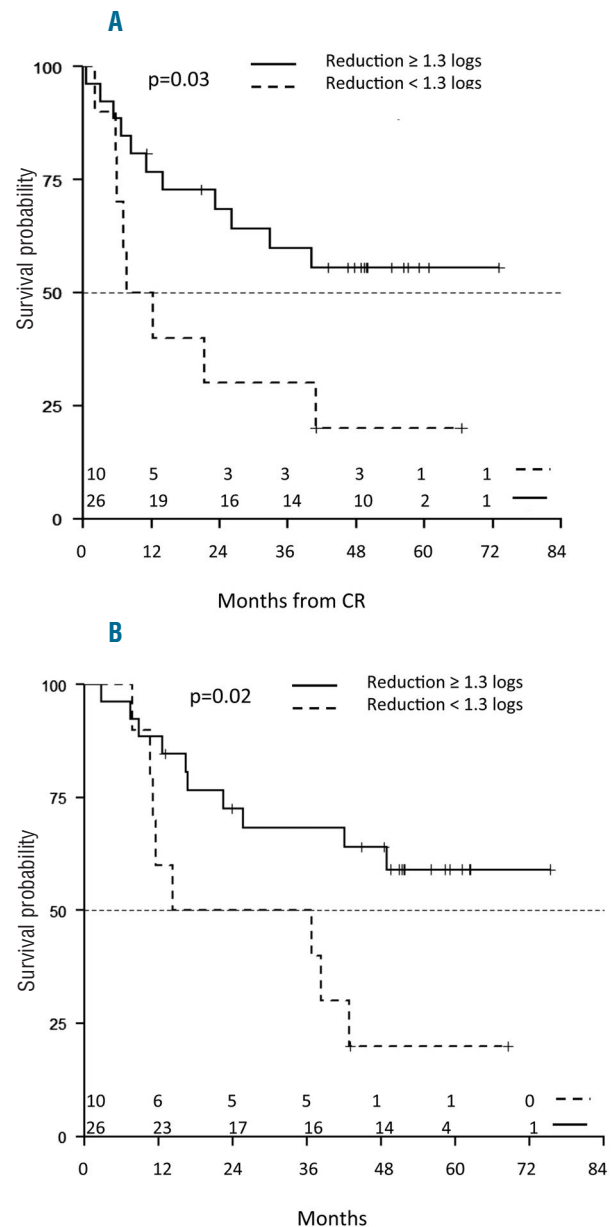 A
Reduction ≥ 1.3 logs
p=0.03
Reduction < 1.3 logs
100
75
50
25
0
Survival probability
10 5 3 3 3 1 1
26 19 16 14 10 2 1
0 12 24 36 48 60 72 84
Months from CR
B
Reduction ≥ 1.3 logs
p=0.02
Reduction < 1.3 logs
100
75
50
25
0
Survival probability
10 6 5 5 1 1 0
26 23 17 16 14 4 1
0 12 24 36 48 60 72 84
Months